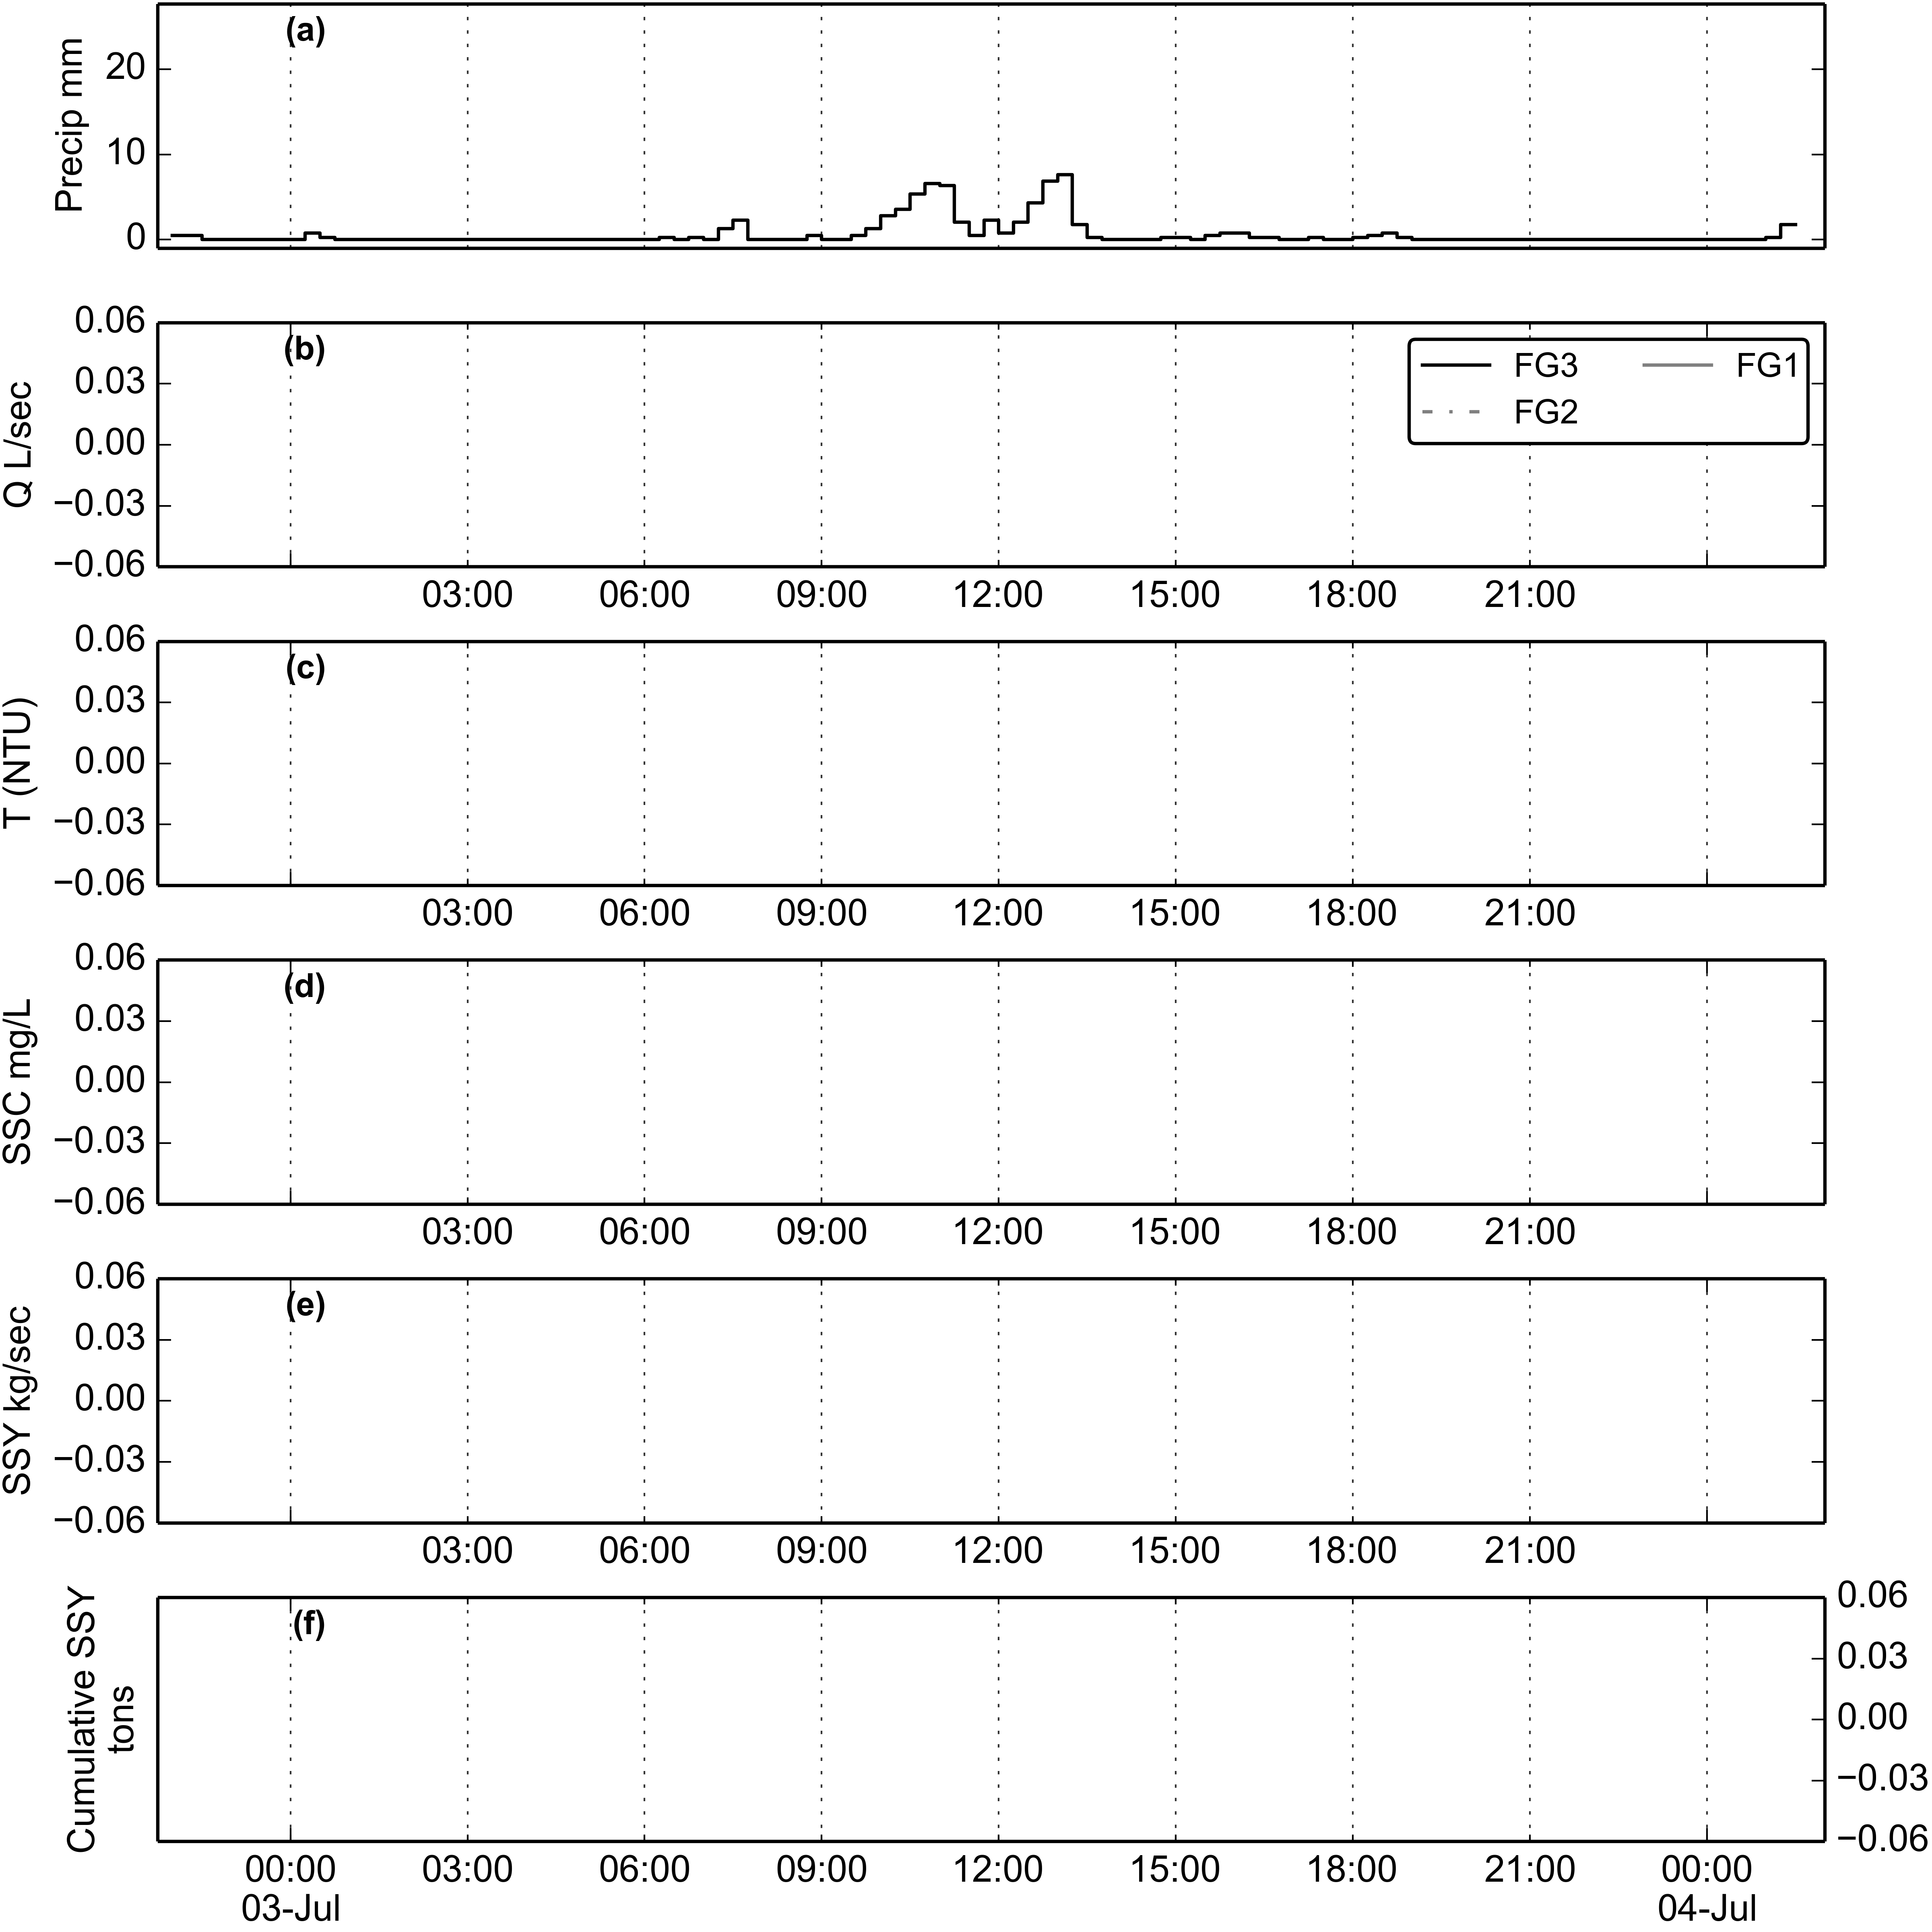 (a)
Precip mm
20
10
0
(b)
Q L/sec
0.06
0.03
0.00
−0.03
−0.06
FG3 FG1
FG2
03:00 06:00 09:00 12:00 15:00 18:00 21:00
(c)
T (NTU)
0.06
0.03
0.00
−0.03
−0.06
03:00 06:00 09:00 12:00 15:00 18:00 21:00
(d)
SSC mg/L
0.06
0.03
0.00
−0.03
−0.06
03:00 06:00 09:00 12:00 15:00 18:00 21:00
(e)
SSY kg/sec
0.06
0.03
0.00
−0.03
−0.06
03:00 06:00 09:00 12:00 15:00 18:00 21:00
(f)
Cumulative SSY
tons
0.06
0.03
0.00
−0.03
−0.06
00:00 03:00 06:00 09:00 12:00 15:00 18:00 21:00 00:00
03-Jul 04-Jul